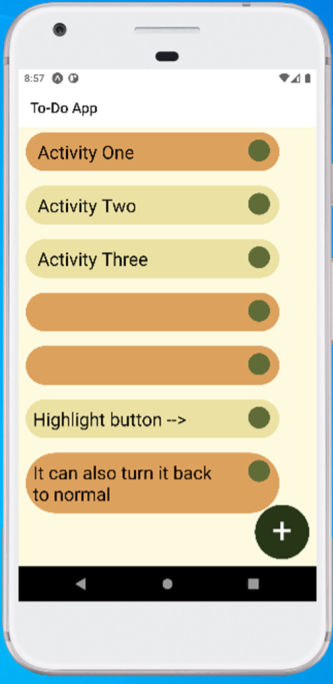 8:57
To-Do App
Activity One
Activity Two
Activity Three
Highlight button -->
It can also turn it back
to normal
+